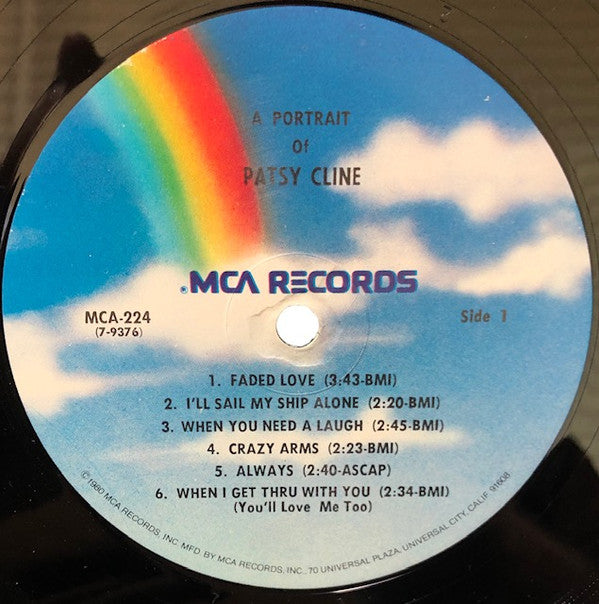 A PORTRAIT
Of
PATSY CLINE
®MCA RECORDS
MCA-224
(7-9376)
Side 1
1. FADED LOVE (3:43-BMI)
2. I'LL SAIL MY SHIP ALONE (2:20-BMI)
3. WHEN YOU NEED A LAUGH (2:45-BMI)
4. CRAZY ARMS (2:23-BMI)
5. ALWAYS (2:40-ASCAP)
6. WHEN I GET THRU WITH YOU (2:34-BMI)
(You'll Love Me Too)
©1980 MCA RECORDS, INC. MFD. BY MCA RECORDS, INC., 70 UNIVERSAL PLAZA, UNIVERSAL CITY, CALIF. 91608